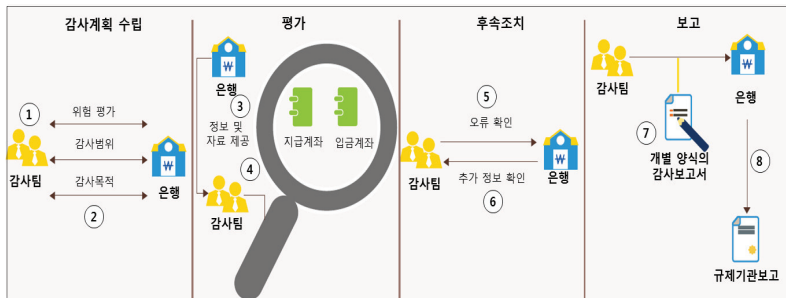 감사계획 수립
①
위험 평가
감사범위
감사목적
감사팀
₩
은행
②
평가
₩
은행
③
정보 및
자료 제공
④
감사팀
지급계좌
입금계좌
후속조치
⑤
오류 확인
감사팀
₩
은행
추가 정보 확인
⑥
보고
감사팀
₩
은행
⑦
개별 양식의
감사보고서
⑧
규제기관보고